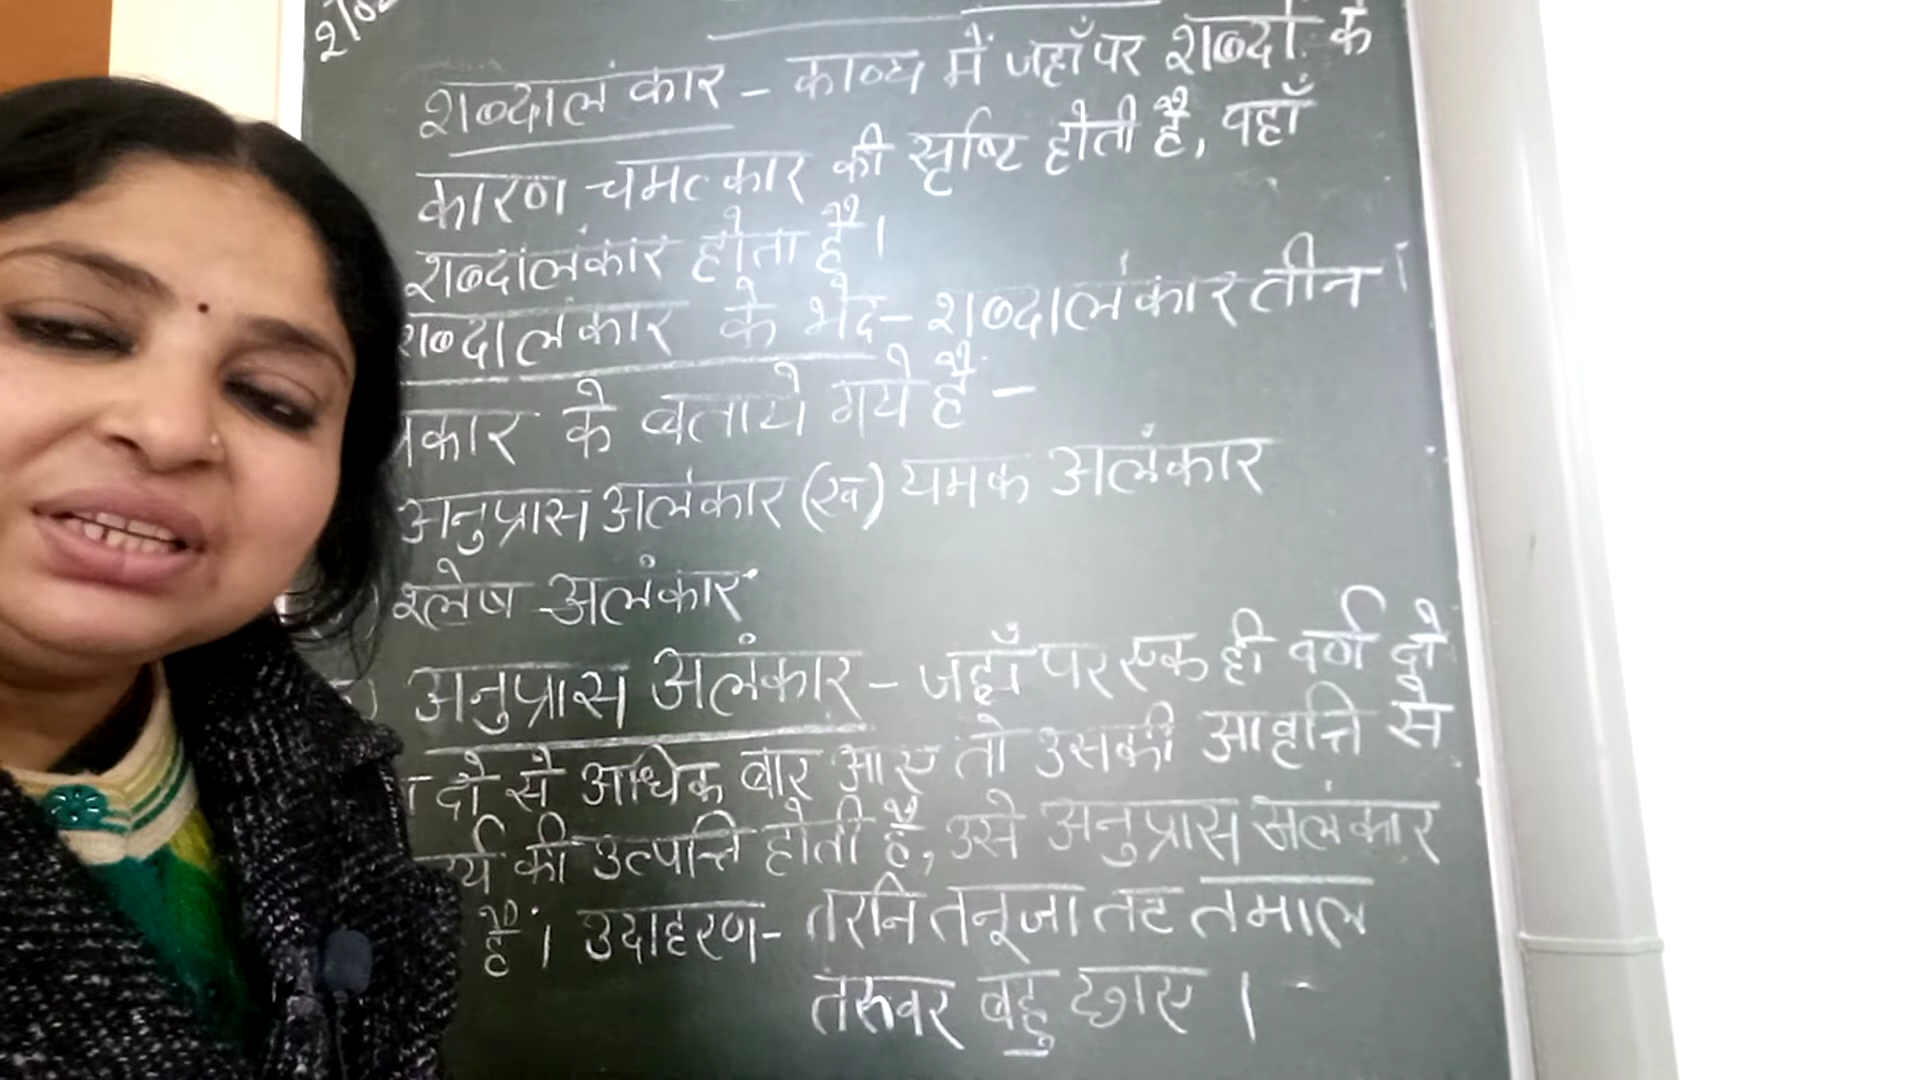 शब्दालंकार - काव्य में जहाँ पर शब्दों के
कारण चमत्कार की सृष्टि होती है, वहाँ
शब्दालंकार होता है।
शब्दालंकार के भेद - शब्दालंकार तीन
कार के बताये गये है -
अनुप्रास अलंकार (ख) यमक अलंकार
श्लेष अलंकार
अनुप्रास अलंकार - जहाँ पर एक ही वर्ण दो
दो से अधिक बार आए तो उसकी आवृत्ति से
र्य की उत्पत्ति होती है, उसे अनुप्रास अलंकार
है। उदाहरण - तरनि तनूजा तट तमाल
तरूवर बहु छाए।